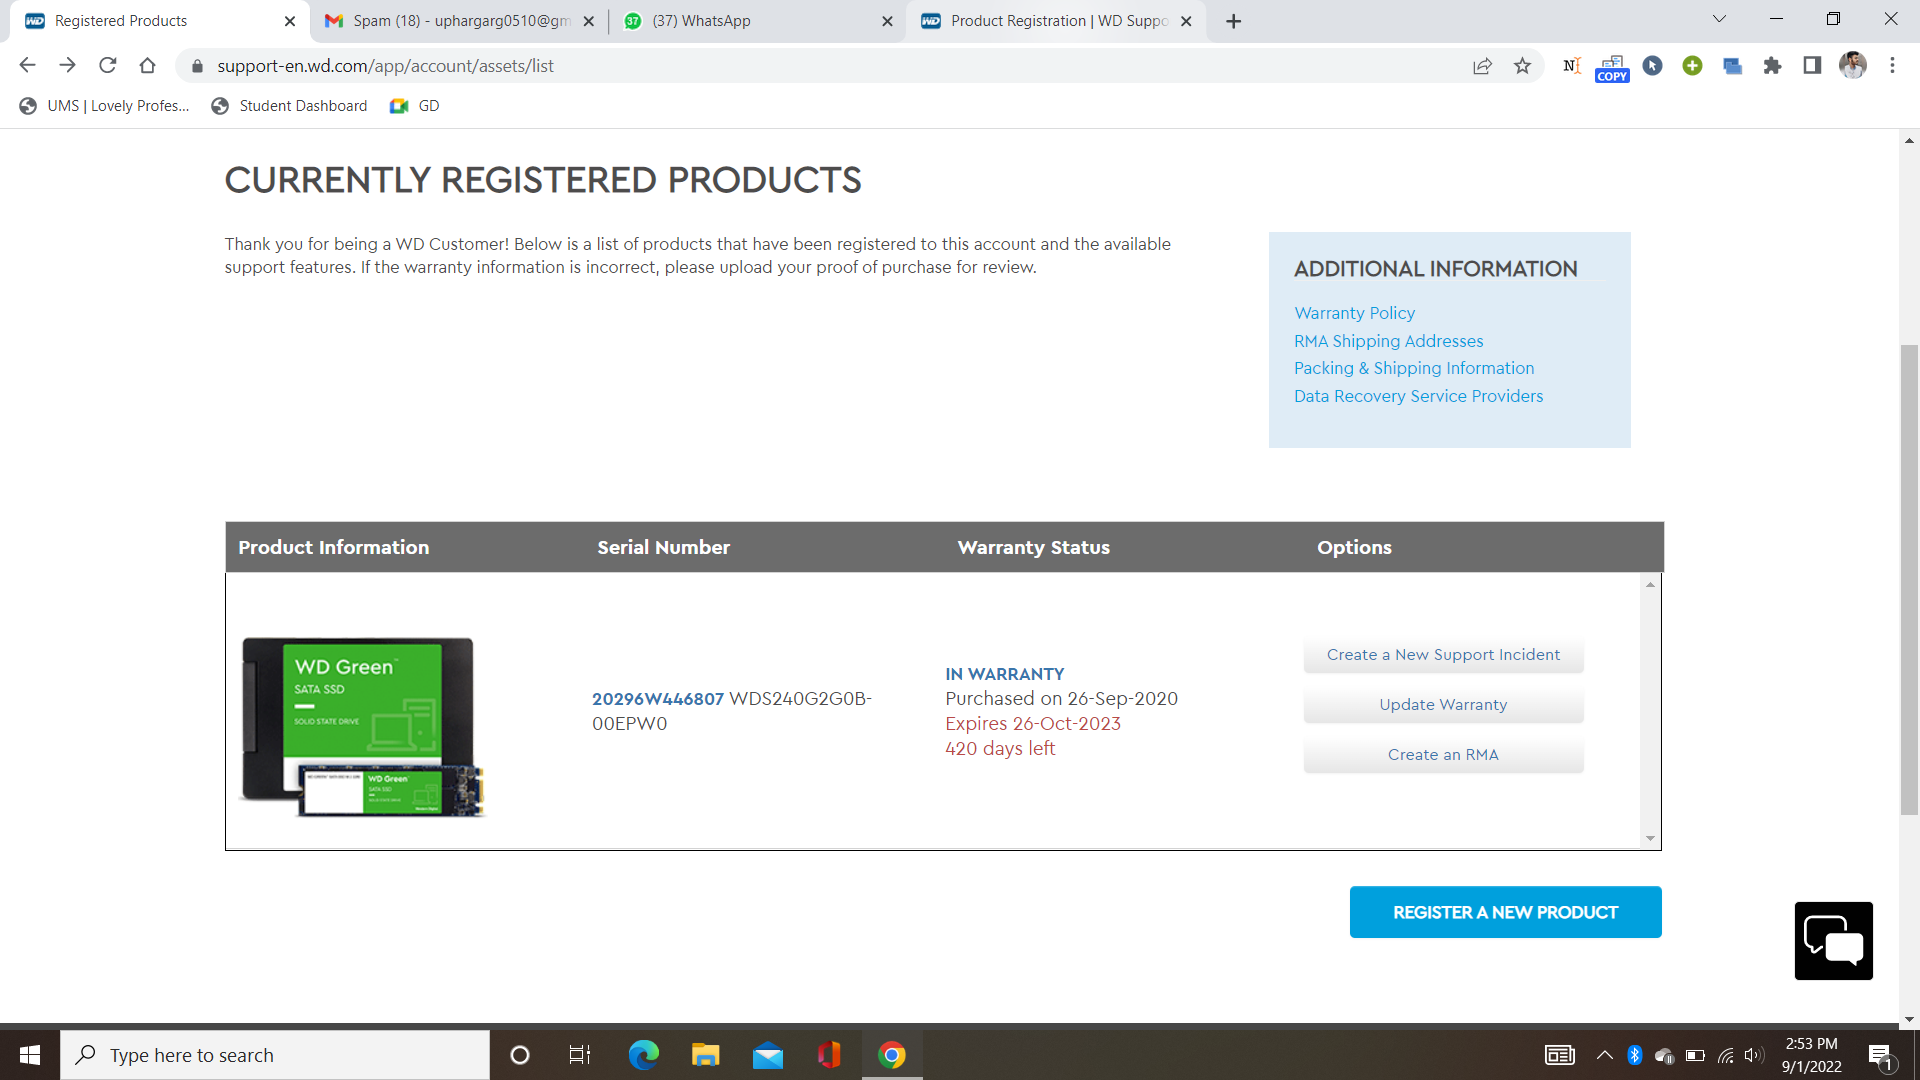 Registered Products
Spam (18) - uphargarg0510@gm
37
(37) WhatsApp
Product Registration | WD Suppo
support-en.wd.com/app/account/assets/list
COPY
UMS | Lovely Profes...
Student Dashboard
GD
CURRENTLY REGISTERED PRODUCTS
Thank you for being a WD Customer! Below is a list of products that have been registered to this account and the available
support features. If the warranty information is incorrect, please upload your proof of purchase for review.
ADDITIONAL INFORMATION
Warranty Policy
RMA Shipping Addresses
Packing & Shipping Information
Data Recovery Service Providers
Product Information
Serial Number
Warranty Status
Options
WD Green™
SATA SSD
SOLID STATE DRIVE
WD Green
SATA SSD
20296W446807 WDS240G2G0B-
00EPW0
IN WARRANTY
Purchased on 26-Sep-2020
Expires 26-Oct-2023
420 days left
Create a New Support Incident
Update Warranty
Create an RMA
REGISTER A NEW PRODUCT
Type here to search
2:53 PM
9/1/2022
1